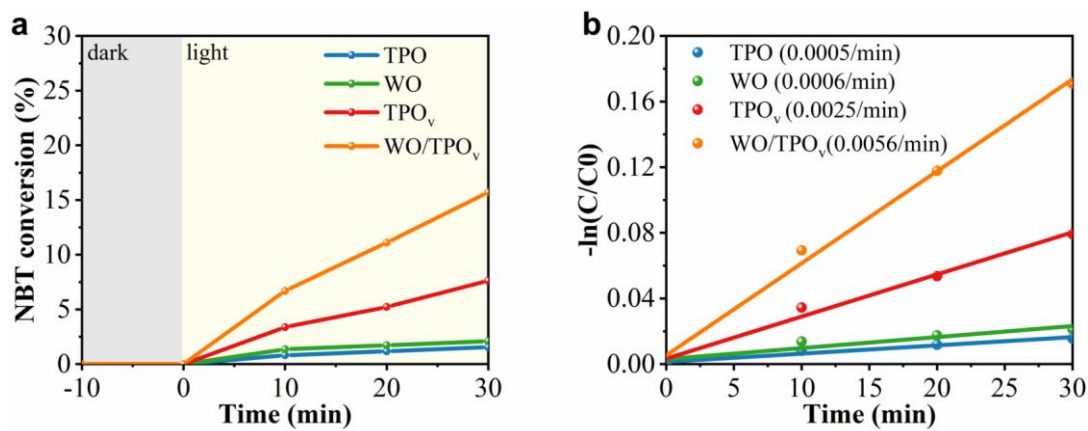 a
NBT conversion (%)
30
25
20
15
10
5
0
dark
light
TPO
WO
TPOv
WO/TPOv
-10
0
10
20
30
Time (min)
b
-ln(C/C0)
0.20
0.16
0.12
0.08
0.04
0.00
TPO (0.0005/min)
WO (0.0006/min)
TPOv (0.0025/min)
WO/TPOv(0.0056/min)
0
5
10
15
20
25
30
Time (min)